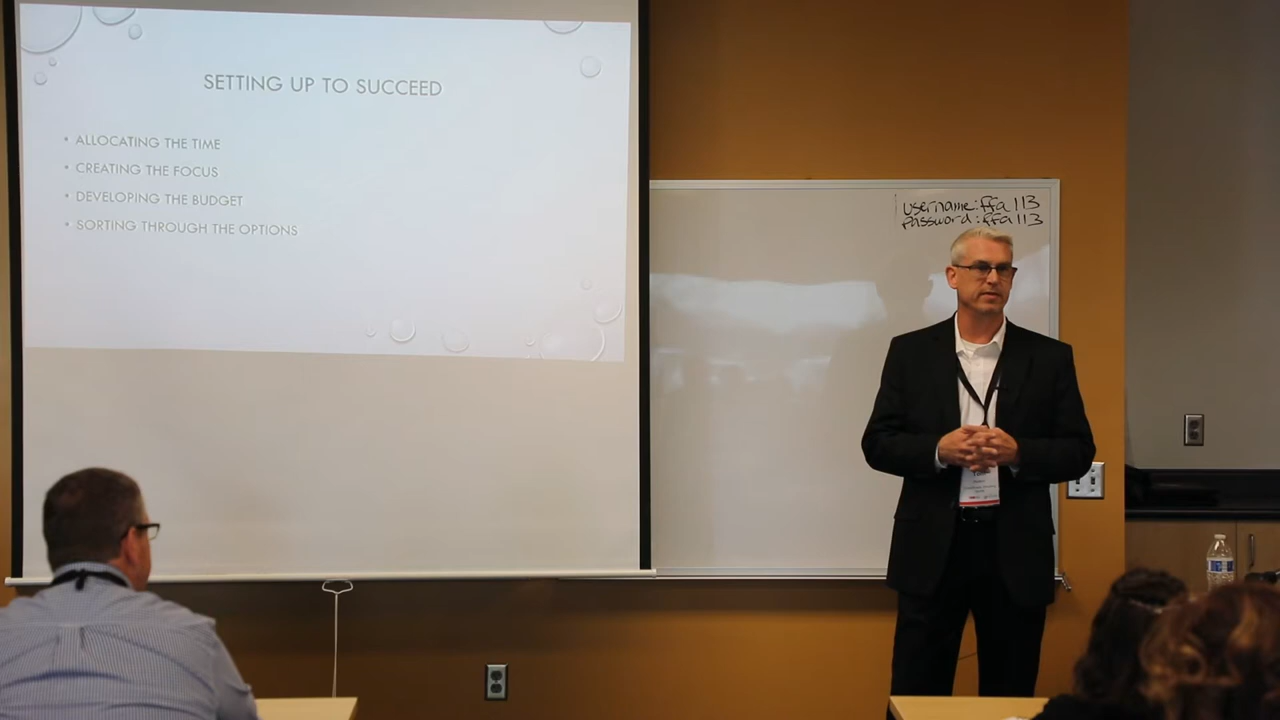 SETTING UP TO SUCCEED
• ALLOCATING THE TIME
• CREATING THE FOCUS
• DEVELOPING THE BUDGET
• SORTING THROUGH THE OPTIONS
username: ffa113
password: ffa113